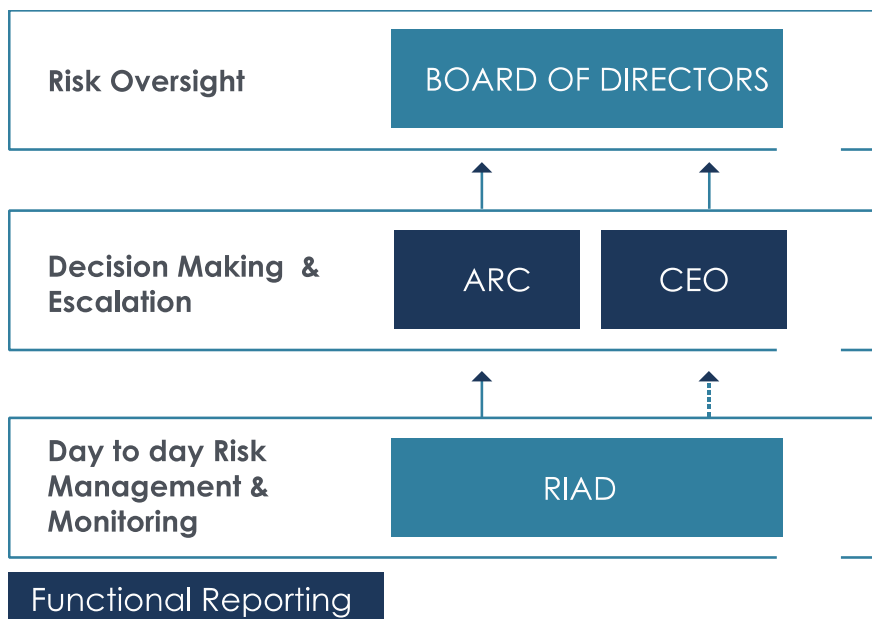 Risk Oversight
BOARD OF DIRECTORS
Decision Making &
Escalation
ARC
CEO
Day to day Risk
Management &
Monitoring
RIAD
Functional Reporting